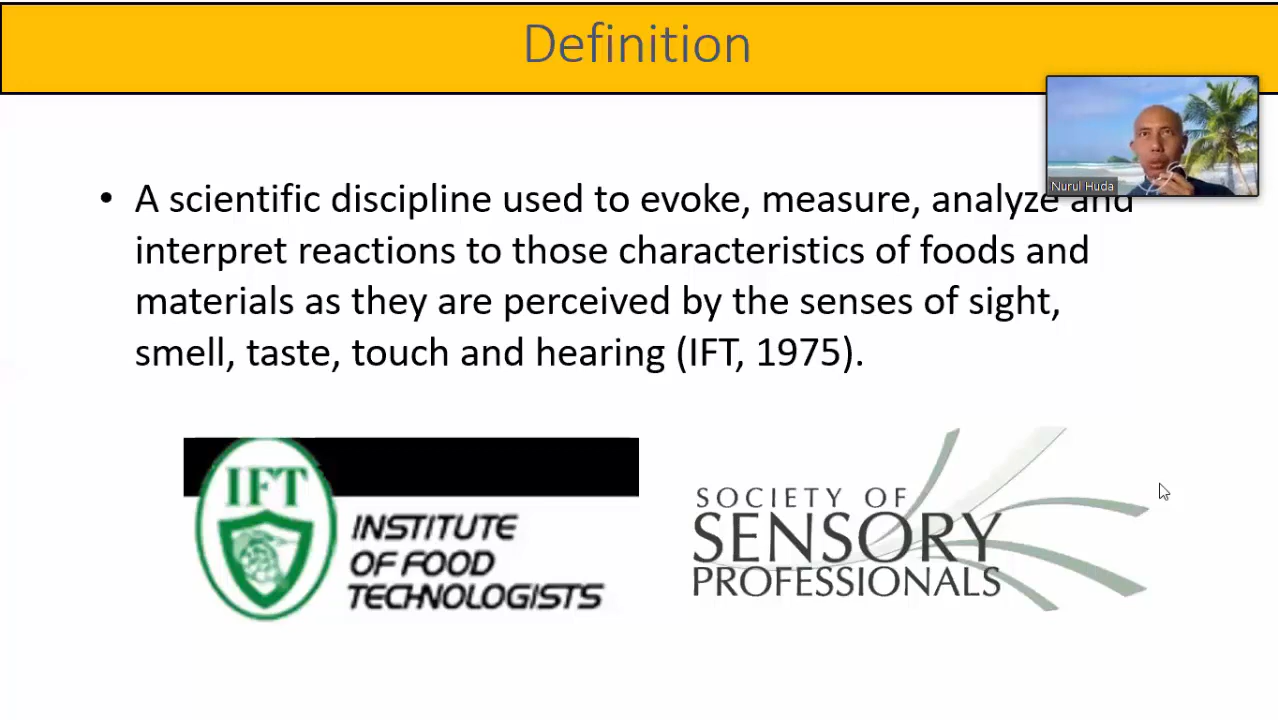 Definition
Nurul Huda
• A scientific discipline used to evoke, measure, analyze and
interpret reactions to those characteristics of foods and
materials as they are perceived by the senses of sight,
smell, taste, touch and hearing (IFT, 1975).
IFT
INSTITUTE
OF FOOD
TECHNOLOGISTS
SOCIETY OF
SENSORY
PROFESSIONALS